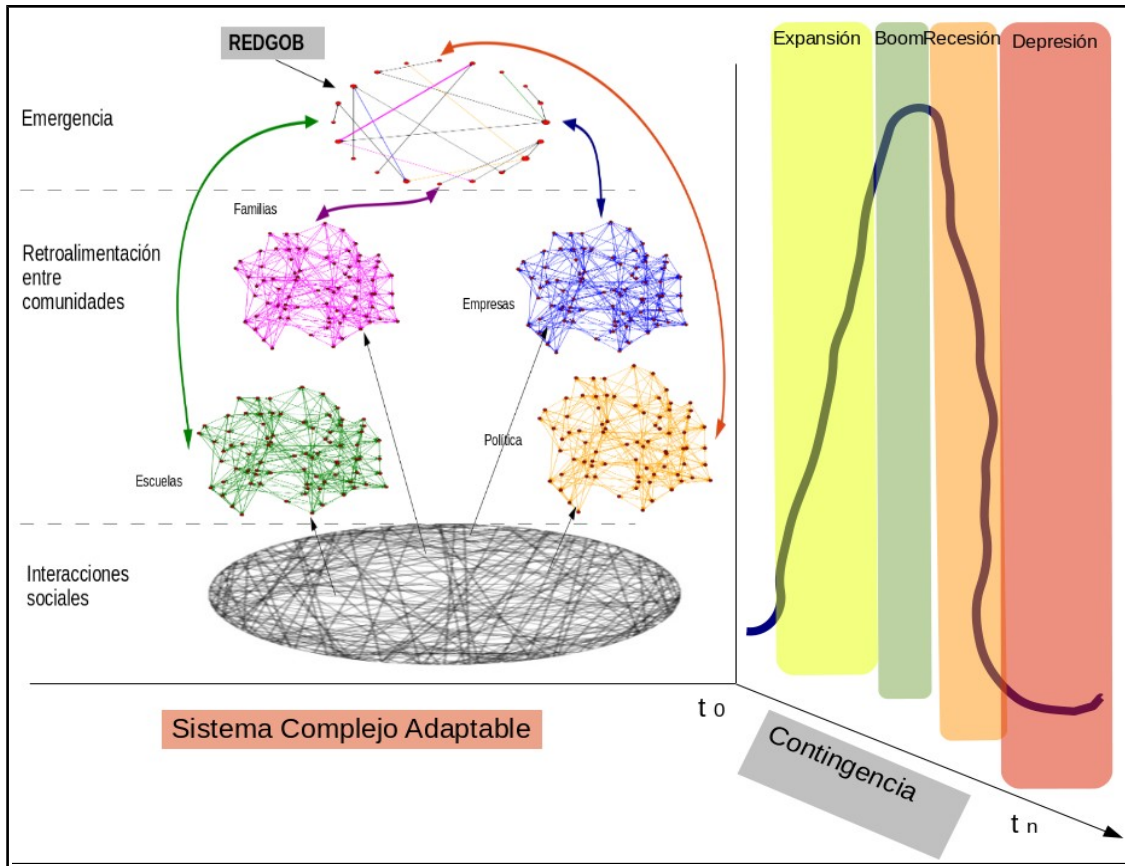 REDGOB
Emergencia
Familias
Retroalimentación
entre
comunidades
Empresas
Política
Escuelas
Interacciones
sociales
Sistema Complejo Adaptable
Expansión
Boom
Recesión
Depresión
t 0
Contingencia
t n